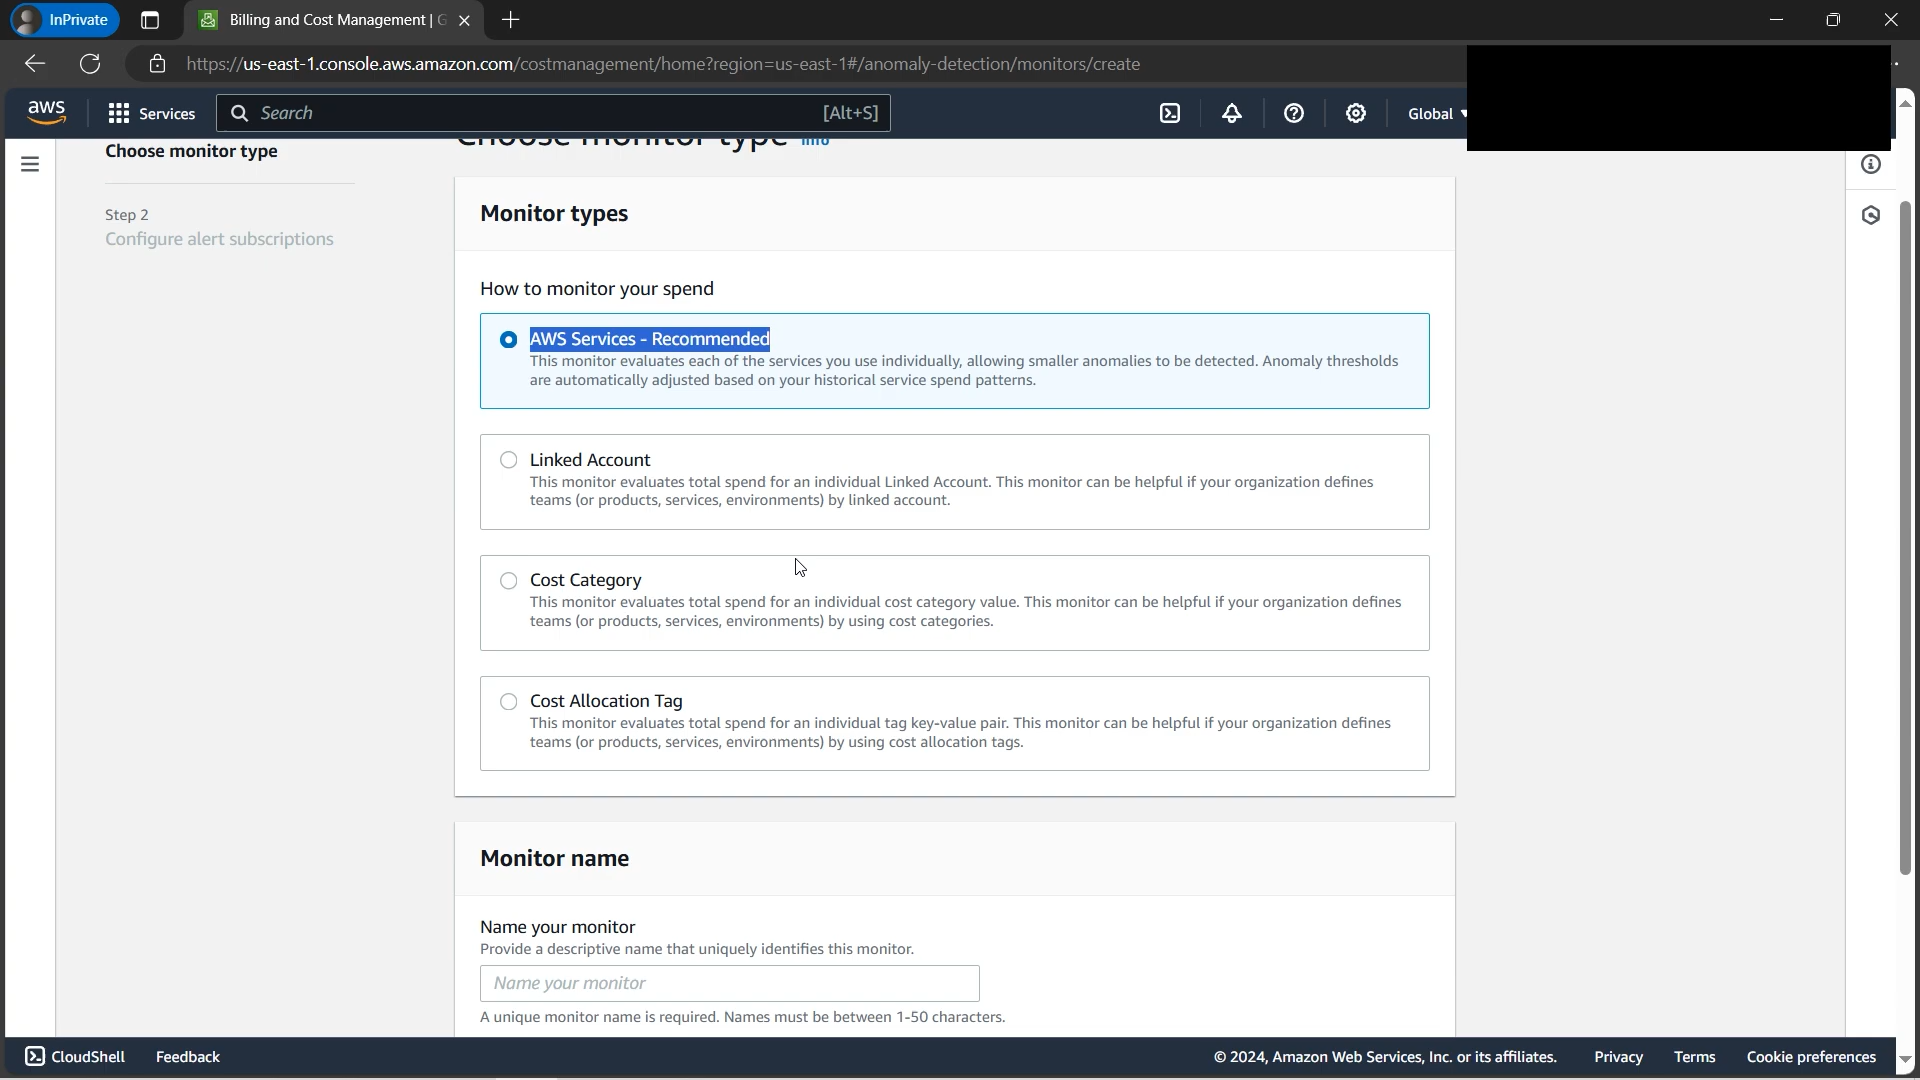 InPrivate
Billing and Cost Management | G
https://us-east-1.console.aws.amazon.com/costmanagement/home?region=us-east-1#/anomaly-detection/monitors/create
aws
Services
Search
[Alt+S]
Global
Choose monitor type
Choose monitor type Info
Step 2
Configure alert subscriptions
Monitor types
How to monitor your spend
AWS Services - Recommended
This monitor evaluates each of the services you use individually, allowing smaller anomalies to be detected. Anomaly thresholds
are automatically adjusted based on your historical service spend patterns.
Linked Account
This monitor evaluates total spend for an individual Linked Account. This monitor can be helpful if your organization defines
teams (or products, services, environments) by linked account.
Cost Category
This monitor evaluates total spend for an individual cost category value. This monitor can be helpful if your organization defines
teams (or products, services, environments) by using cost categories.
Cost Allocation Tag
This monitor evaluates total spend for an individual tag key-value pair. This monitor can be helpful if your organization defines
teams (or products, services, environments) by using cost allocation tags.
Monitor name
Name your monitor
Provide a descriptive name that uniquely identifies this monitor.
Name your monitor
A unique monitor name is required. Names must be between 1-50 characters.
CloudShell
Feedback
© 2024, Amazon Web Services, Inc. or its affiliates.
Privacy
Terms
Cookie preferences